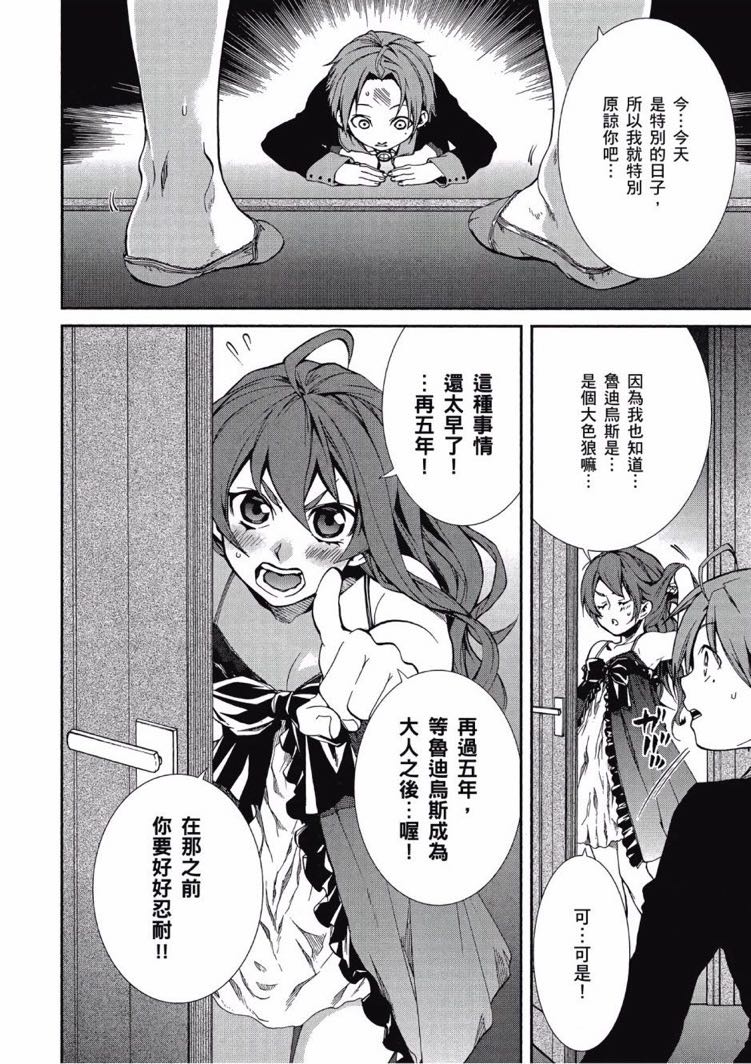 今…今天
是特別的日子，
所以我就特別
原諒你吧…
因為我也知道…
魯迪烏斯是…
是個大色狼嘛…
ガッ
可…可是！
這種事情
還太早了！
…再五年！
再過五年，
等魯迪烏斯成為
大人之後…喔！
在那之前
你要好好忍耐!!